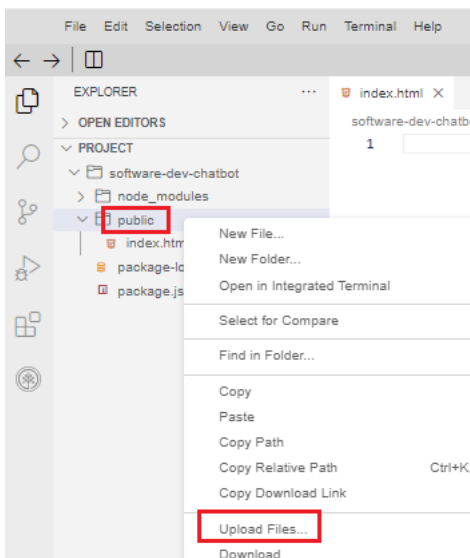 File Edit Selection View Go Run Terminal Help
EXPLORER ... index.html
OPEN EDITORS
software-dev-chatb
PROJECT
1
software-dev-chatbot
node_modules
public
index.htm
package-lo
package.js
New File...
New Folder...
Open in Integrated Terminal
Select for Compare
Find in Folder...
Copy
Paste
Copy Path
Copy Relative Path Ctrl+K
Copy Download Link
Upload Files...
Download